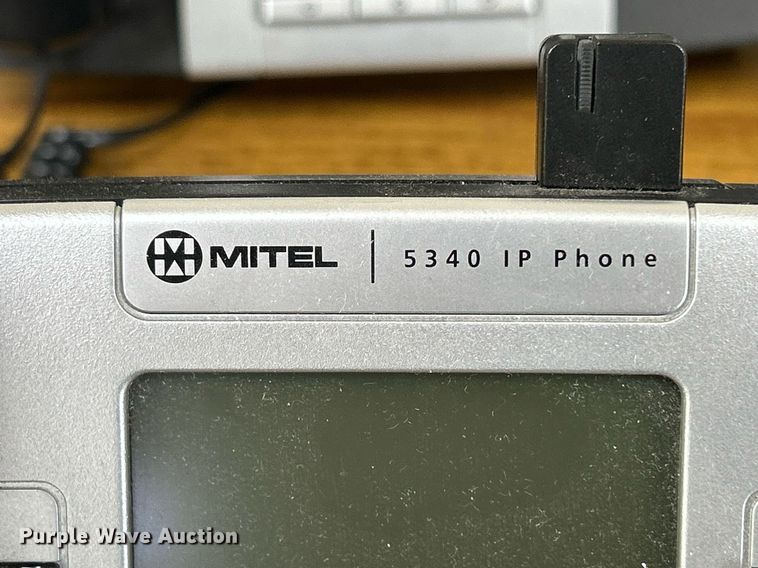 MITEL | 5340 IP Phone
Purple Wave Auction